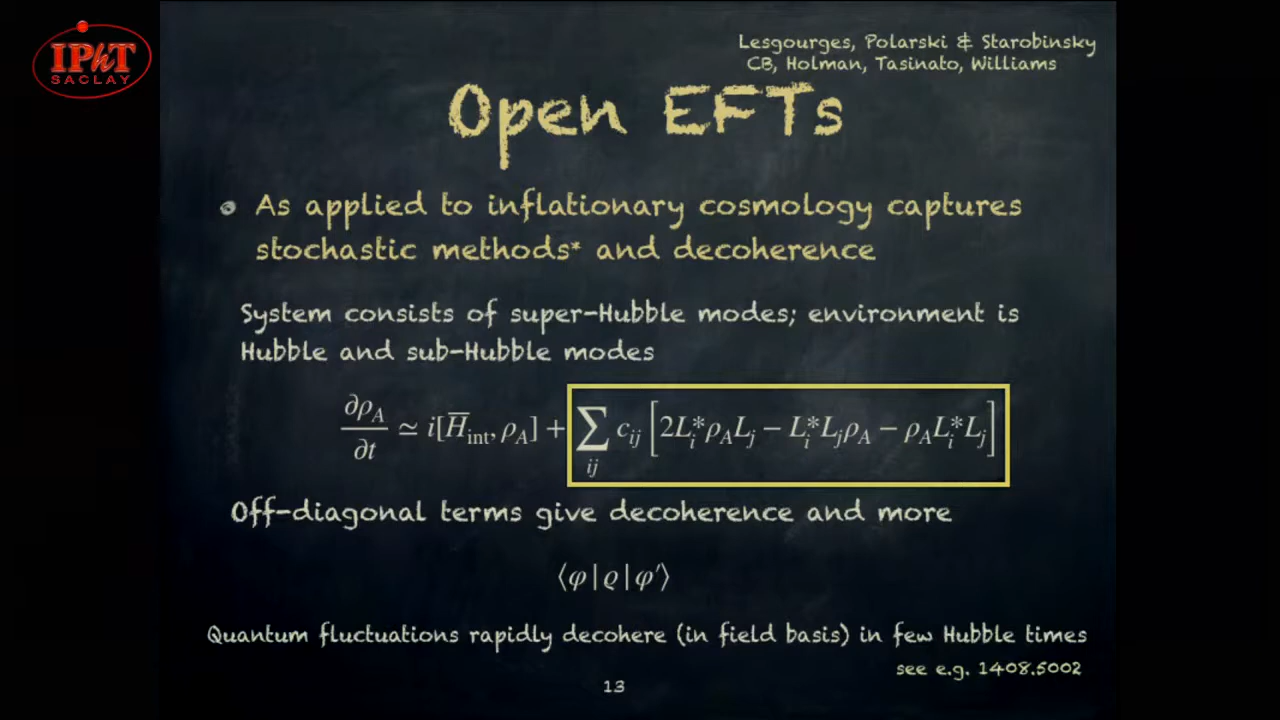 IPhT
SACLAY
Lesgourges, Polarski & Starobinsky
CB, Holman, Tasinato, Williams
Open EFTs
As applied to inflationary cosmology captures
stochastic methods* and decoherence
System consists of super-Hubble modes; environment is
Hubble and sub-Hubble modes
∂ρ_A/∂t ≃ i[H̅_int, ρ_A] + ∑_ij c_ij [2L_i^*ρ_A L_j − L_i^*L_jρ_A − ρ_A L_i^*L_j]
Off-diagonal terms give decoherence and more
⟨φ|ϱ|φ′⟩
Quantum fluctuations rapidly decohere (in field basis) in few Hubble times
see e.g. 1408.5002
13